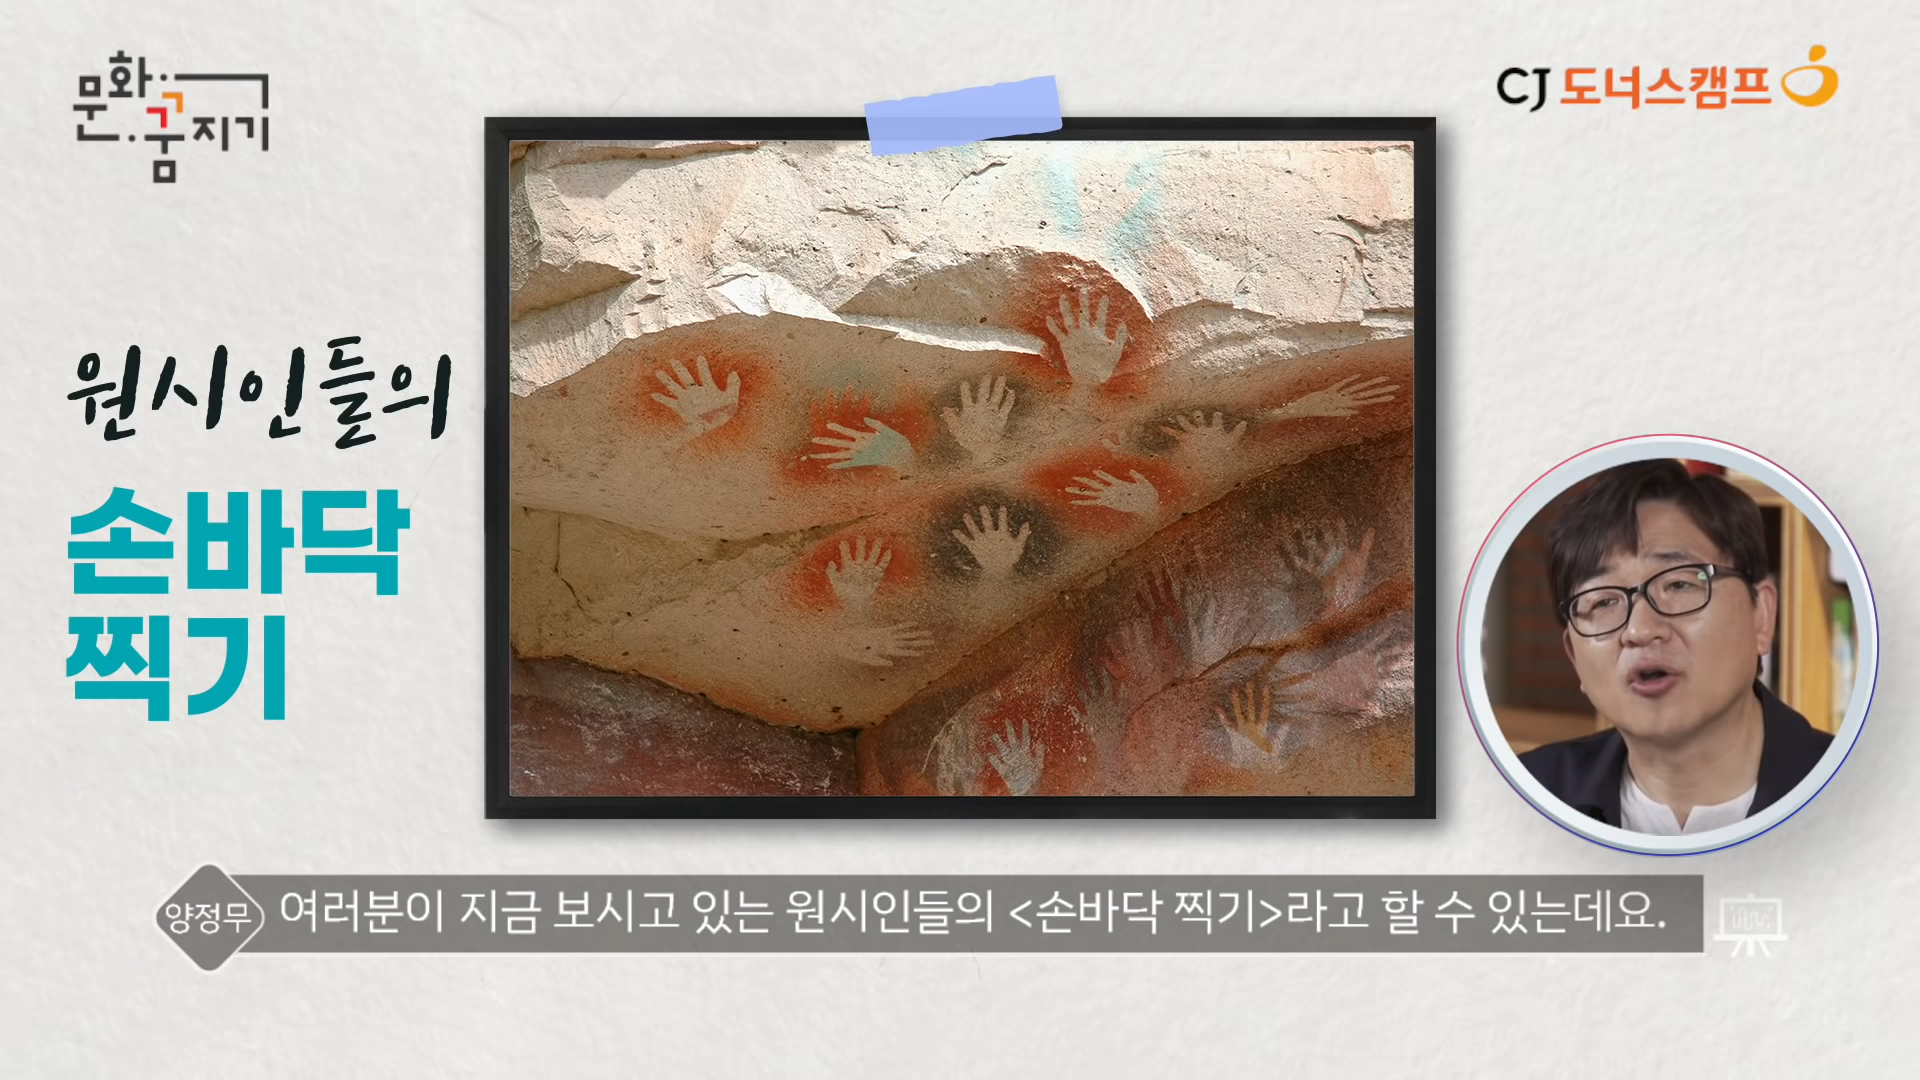 문화꿈지기
CJ 도너스캠프
원시인들의
손바닥
찍기
양정무
여러분이 지금 보시고 있는 원시인들의 <손바닥 찍기>라고 할 수 있는데요.